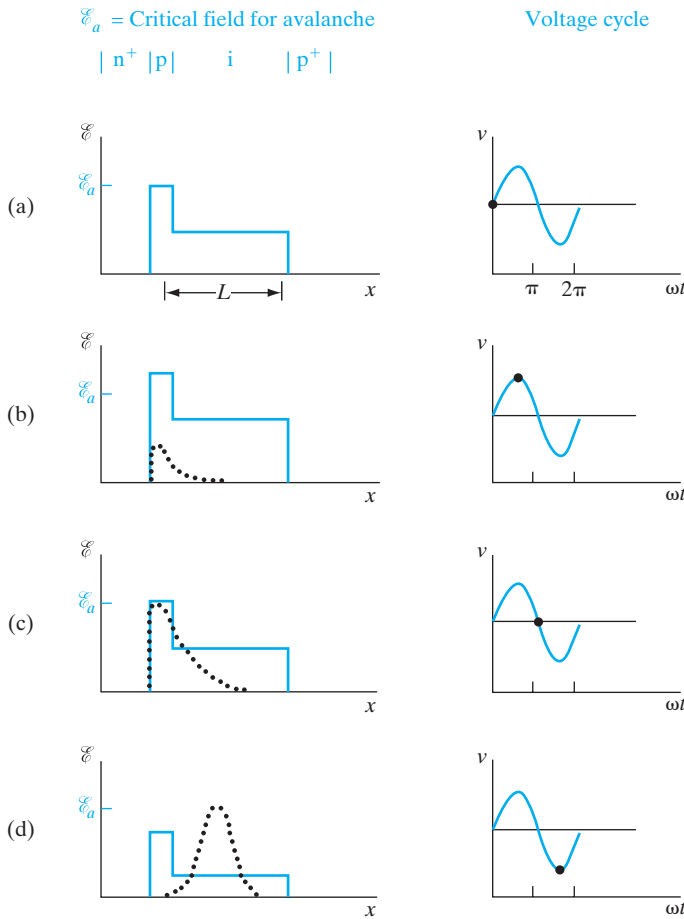 ℰₐ = Critical field for avalanche
Voltage cycle
| n⁺ | p | i | p⁺ |
(a)
ℰ
ℰₐ
L
x
v
π
2π
ωt
(b)
ℰ
ℰₐ
x
v
ωt
(c)
ℰ
ℰₐ
x
v
ωt
(d)
ℰ
ℰₐ
x
v
ωt